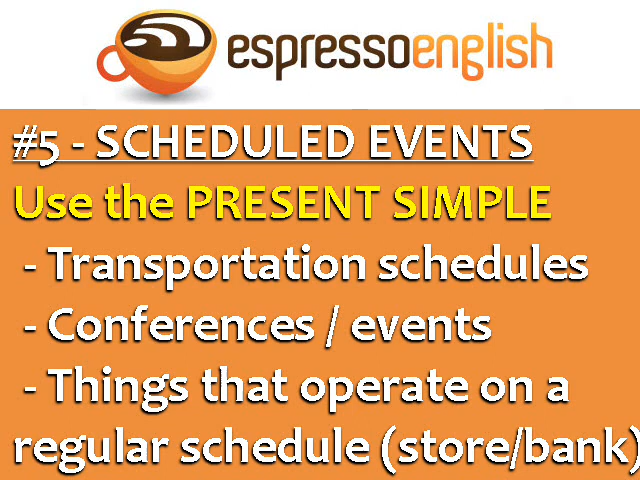 espressoenglish
#5 - SCHEDULED EVENTS
Use the PRESENT SIMPLE
- Transportation schedules
- Conferences / events
- Things that operate on a
regular schedule (store/bank)